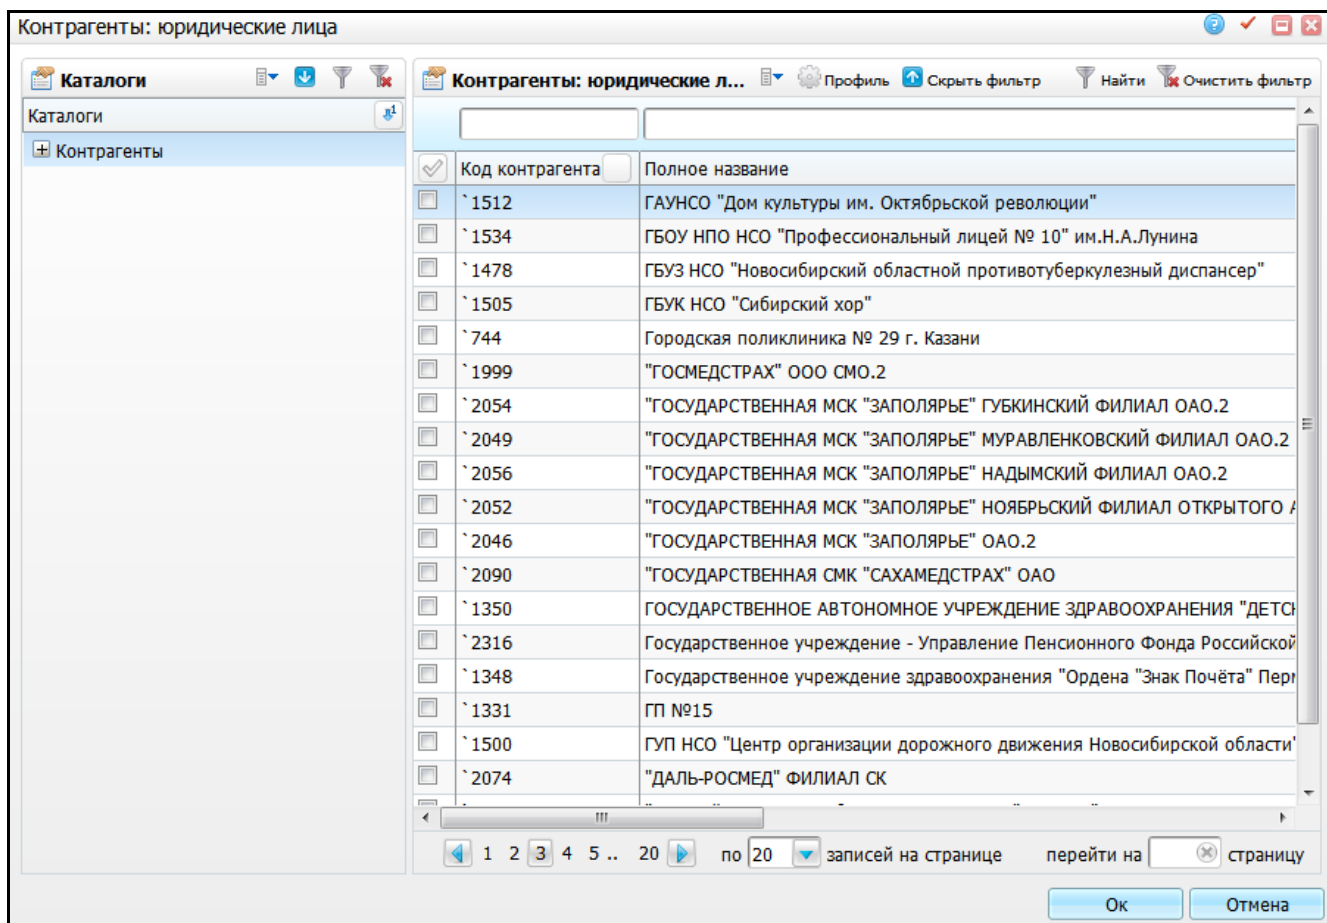 Контрагенты: юридические лица
Каталоги
Каталоги
Контрагенты
Контрагенты: юридические л... Профиль Скрыть фильтр Найти Очистить фильтр
Код контрагента Полное название
`1512 ГАУНСО "Дом культуры им. Октябрьской революции"
`1534 ГБОУ НПО НСО "Профессиональный лицей № 10" им.Н.А.Лунина
`1478 ГБУЗ НСО "Новосибирский областной противотуберкулезный диспансер"
`1505 ГБУК НСО "Сибирский хор"
`744 Городская поликлиника № 29 г. Казани
`1999 "ГОСМЕДСТРАХ" ООО СМО.2
`2054 "ГОСУДАРСТВЕННАЯ МСК "ЗАПОЛЯРЬЕ" ГУБКИНСКИЙ ФИЛИАЛ ОАО.2
`2049 "ГОСУДАРСТВЕННАЯ МСК "ЗАПОЛЯРЬЕ" МУРАВЛЕНКОВСКИЙ ФИЛИАЛ ОАО.2
`2056 "ГОСУДАРСТВЕННАЯ МСК "ЗАПОЛЯРЬЕ" НАДЫМСКИЙ ФИЛИАЛ ОАО.2
`2052 "ГОСУДАРСТВЕННАЯ МСК "ЗАПОЛЯРЬЕ" НОЯБРЬСКИЙ ФИЛИАЛ ОТКРЫТОГО
`2046 "ГОСУДАРСТВЕННАЯ МСК "ЗАПОЛЯРЬЕ" ОАО.2
`2090 "ГОСУДАРСТВЕННАЯ СМК "САХАМЕДСТРАХ" ОАО
`1350 ГОСУДАРСТВЕННОЕ АВТОНОМНОЕ УЧРЕЖДЕНИЕ ЗДРАВООХРАНЕНИЯ "ДЕТСК
`2316 Государственное учреждение - Управление Пенсионного Фонда Российской
`1348 Государственное учреждение здравоохранения "Ордена "Знак Почёта" Перм
`1331 ГП №15
`1500 ГУП НСО "Центр организации дорожного движения Новосибирской области"
`2074 "ДАЛЬ-РОСМЕД" ФИЛИАЛ СК
1 2 3 4 5 .. 20 по 20 записей на странице перейти на страницу
Ок Отмена